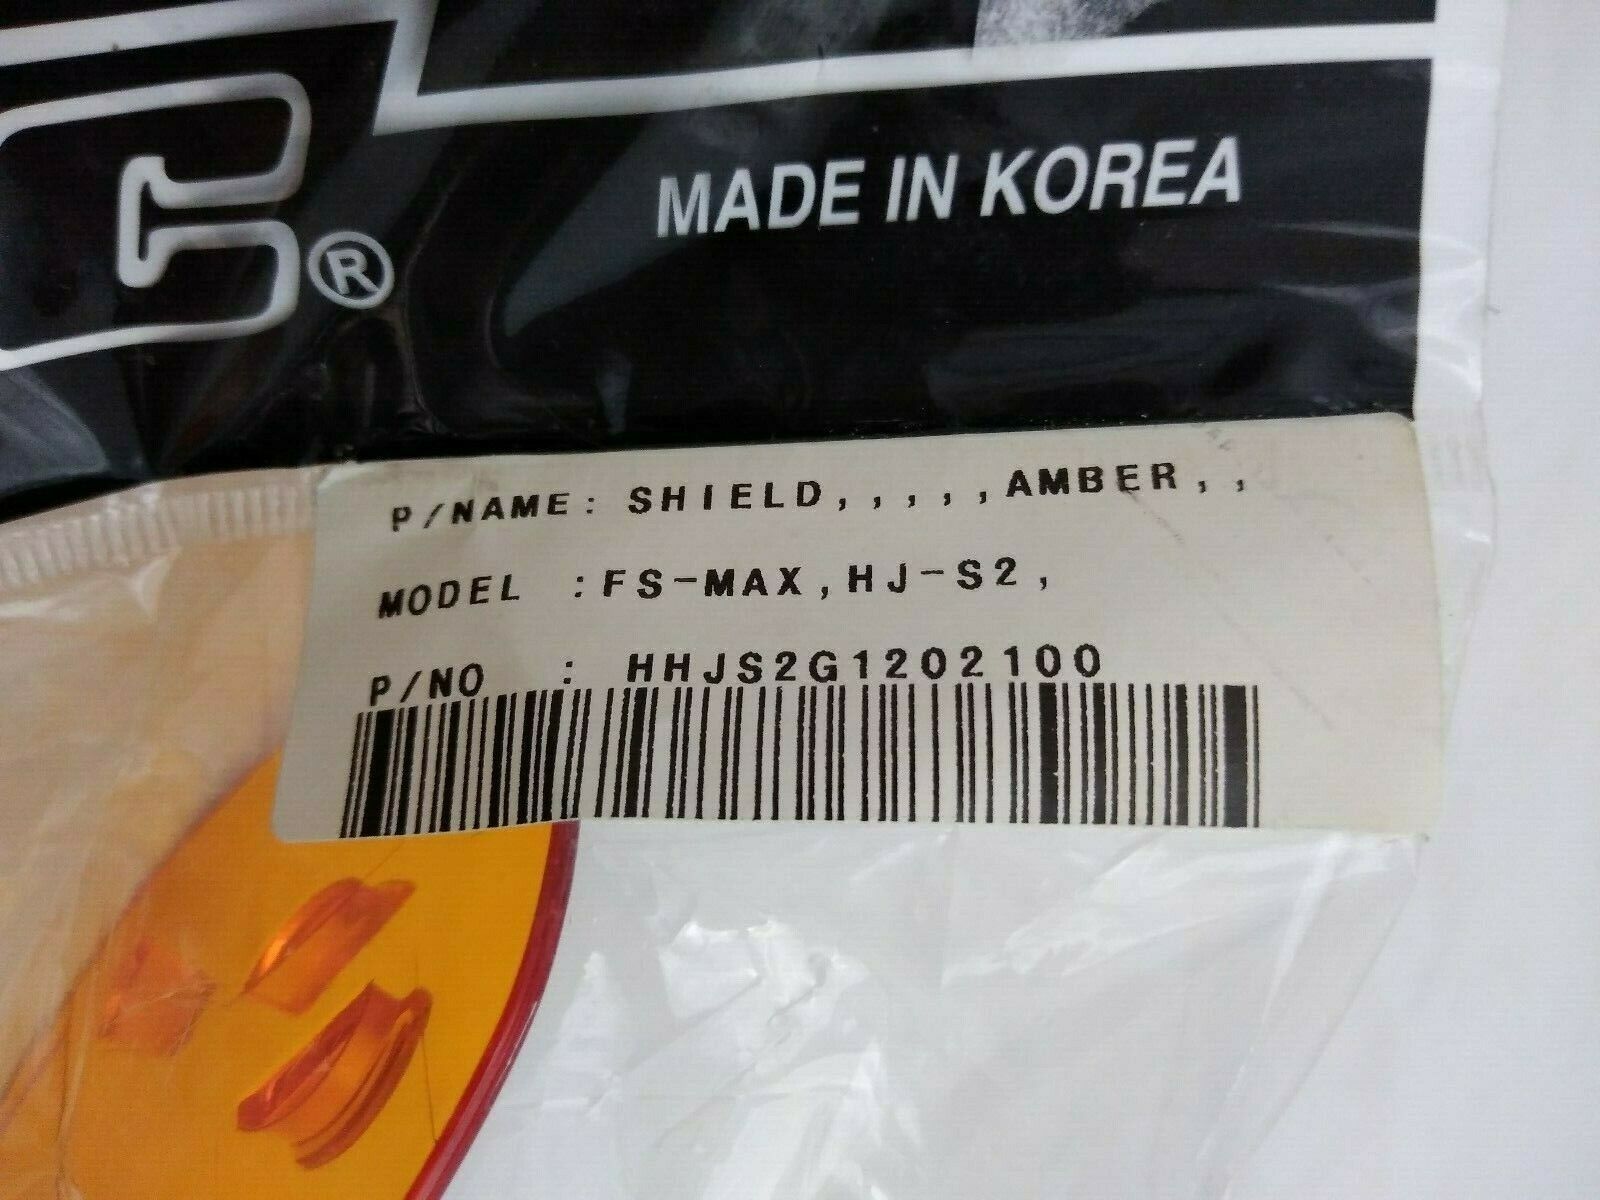 C®
MADE IN KOREA
P/NAME: SHIELD,,,,,AMBER,,
MODEL :FS-MAX,HJ-S2,
P/NO : HHJS2G1202100